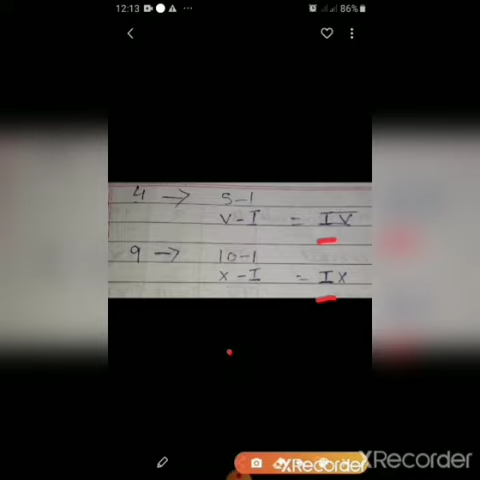 12:13 86%
4 → 5-1
V-I = IV
9 → 10-1
X-I = IX
XRecorder
XRecorder